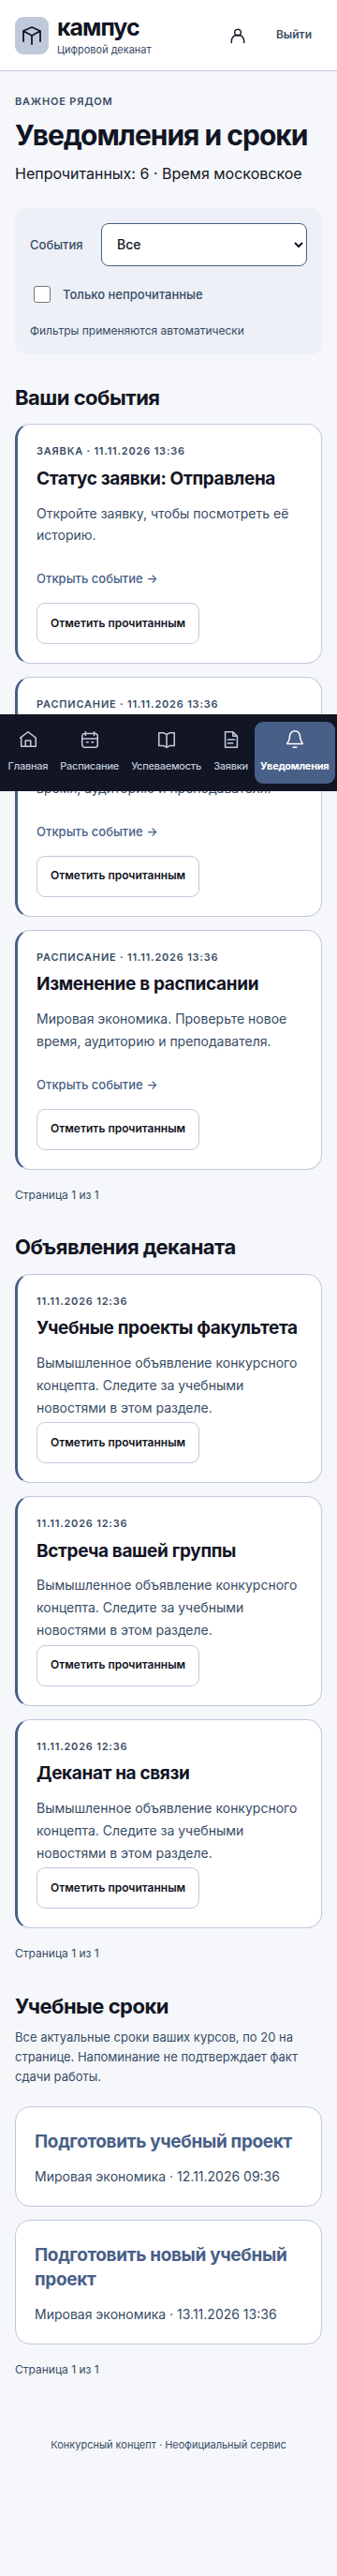 кампус
Цифровой деканат
Выйти
ВАЖНОЕ РЯДОМ
Уведомления и сроки
Непрочитанных: 6 · Время московское
События
Все
Только непрочитанные
Фильтры применяются автоматически
Ваши события
ЗАЯВКА · 11.11.2026 13:36
Статус заявки: Отправлена
Откройте заявку, чтобы посмотреть её
историю.
Открыть событие →
Отметить прочитанным
РАСПИСАНИЕ · 11.11.2026 13:36
Главная
Расписание
Успеваемость
Заявки
Уведомления
Открыть событие →
Отметить прочитанным
РАСПИСАНИЕ · 11.11.2026 13:36
Изменение в расписании
Мировая экономика. Проверьте новое
время, аудиторию и преподавателя.
Открыть событие →
Отметить прочитанным
Страница 1 из 1
Объявления деканата
11.11.2026 12:36
Учебные проекты факультета
Вымышленное объявление конкурсного
концепта. Следите за учебными
новостями в этом разделе.
Отметить прочитанным
11.11.2026 12:36
Встреча вашей группы
Вымышленное объявление конкурсного
концепта. Следите за учебными
новостями в этом разделе.
Отметить прочитанным
11.11.2026 12:36
Деканат на связи
Вымышленное объявление конкурсного
концепта. Следите за учебными
новостями в этом разделе.
Отметить прочитанным
Страница 1 из 1
Учебные сроки
Все актуальные сроки ваших курсов, по 20 на
странице. Напоминание не подтверждает факт
сдачи работы.
Подготовить учебный проект
Мировая экономика · 12.11.2026 09:36
Подготовить новый учебный
проект
Мировая экономика · 13.11.2026 13:36
Страница 1 из 1
Конкурсный концепт · Неофициальный сервис